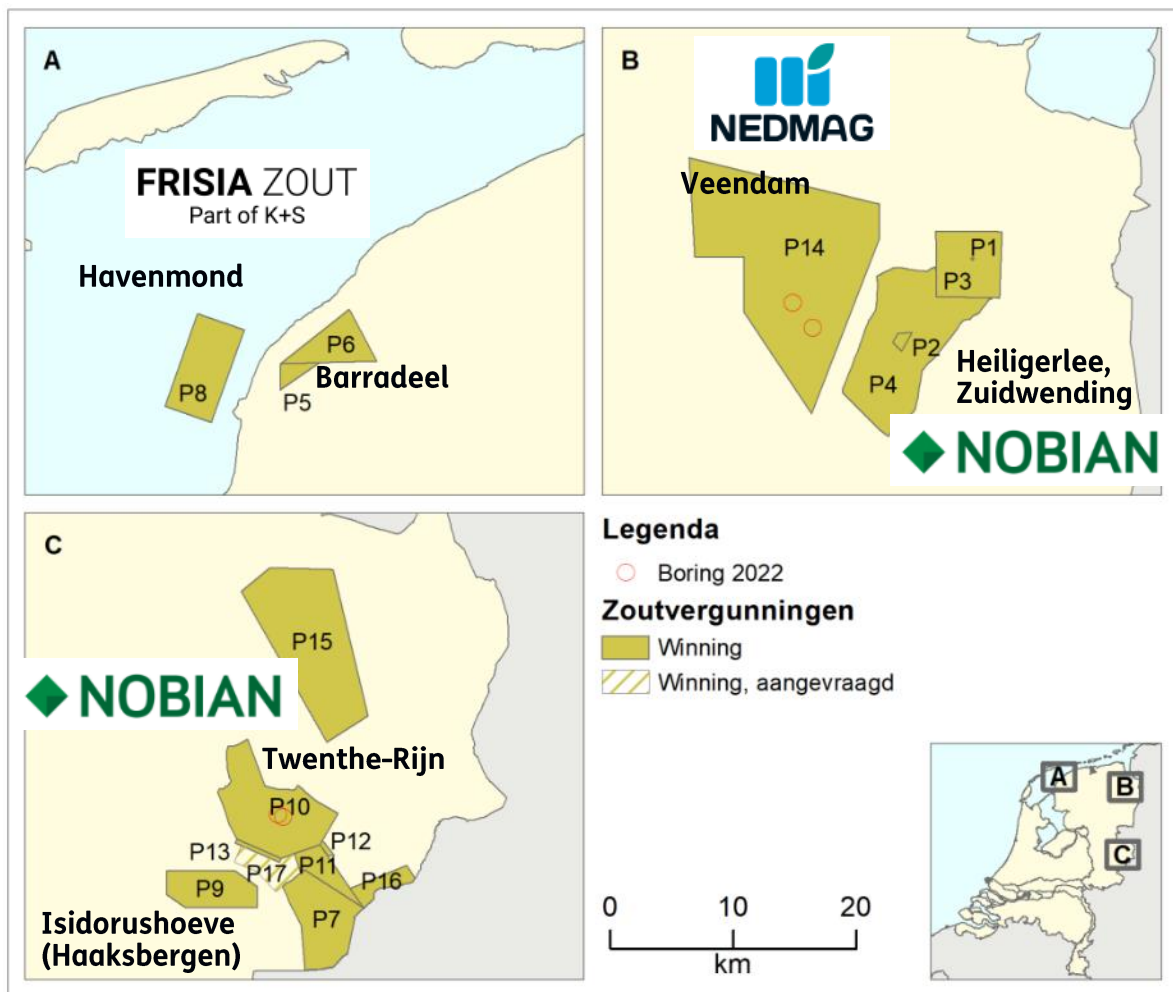 A
FRISIA ZOUT
Part of K+S
Havenmond
P8
P6
Barradeel
P5
B
NEDMAG
Veendam
P14
P1
P3
P2
P4
Heiligerlee,
Zuidwending
NOBIAN
C
P15
NOBIAN
Twenthe-Rijn
P10
P12
P13
P11
P17
P16
P9
P7
Isidorushoeve
(Haaksbergen)
Legenda
Boring 2022
Zoutvergunningen
Winning
Winning, aangevraagd
0 10 20
km
A
B
C